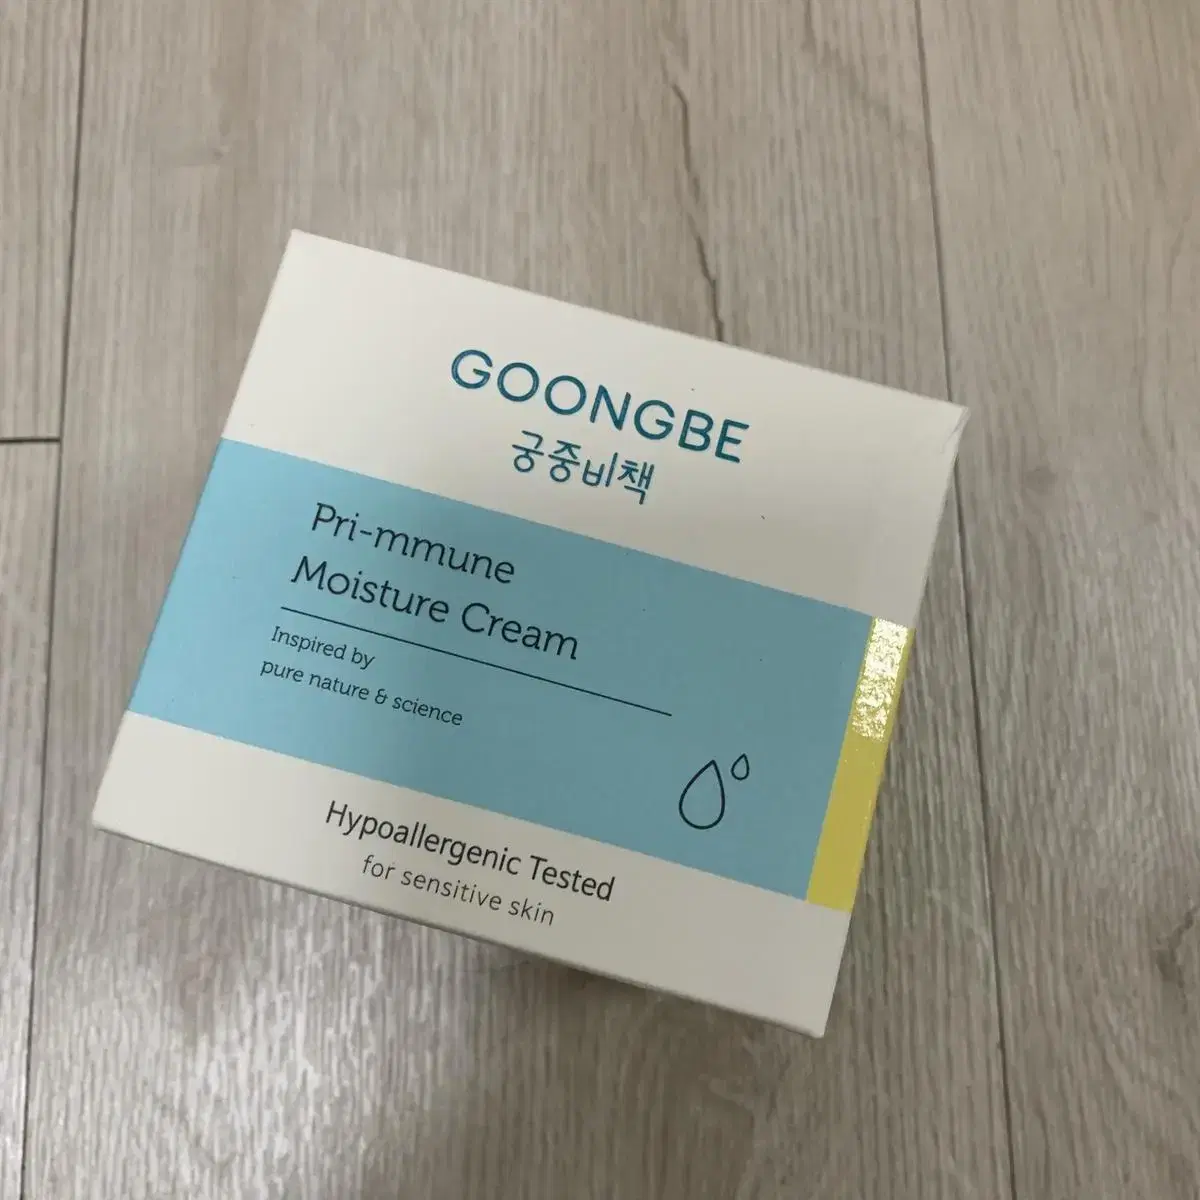 GOONGBE
궁중비책
Pri-mmune
Moisture Cream
Inspired by
pure nature & science
Hypoallergenic Tested
for sensitive skin